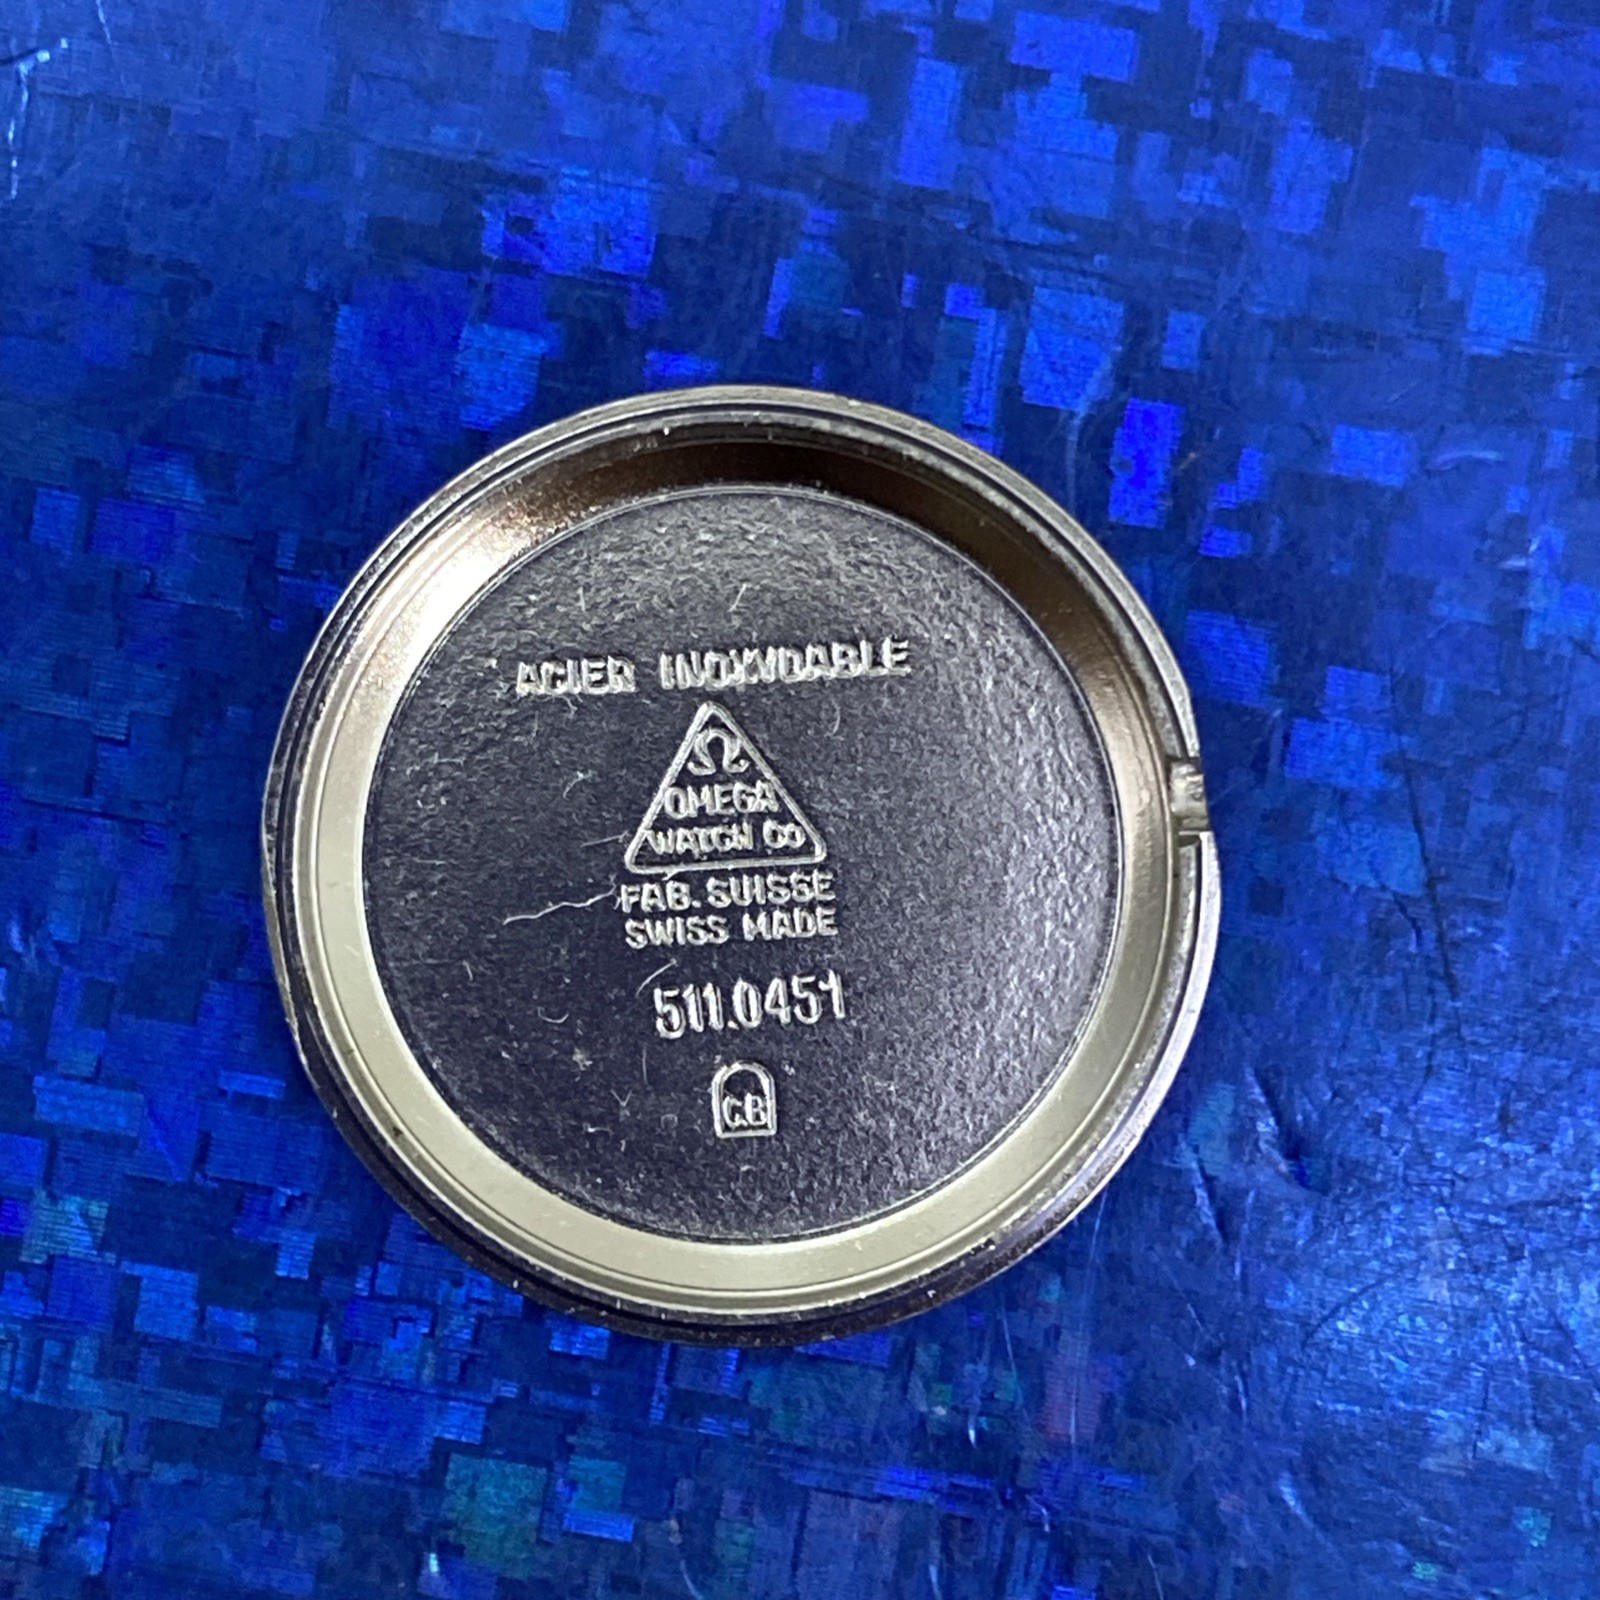 ACIER INOXYDABLE
Ω
OMEGA
WATCH CO
FAB. SUISSE
SWISS MADE
511.0451
CB